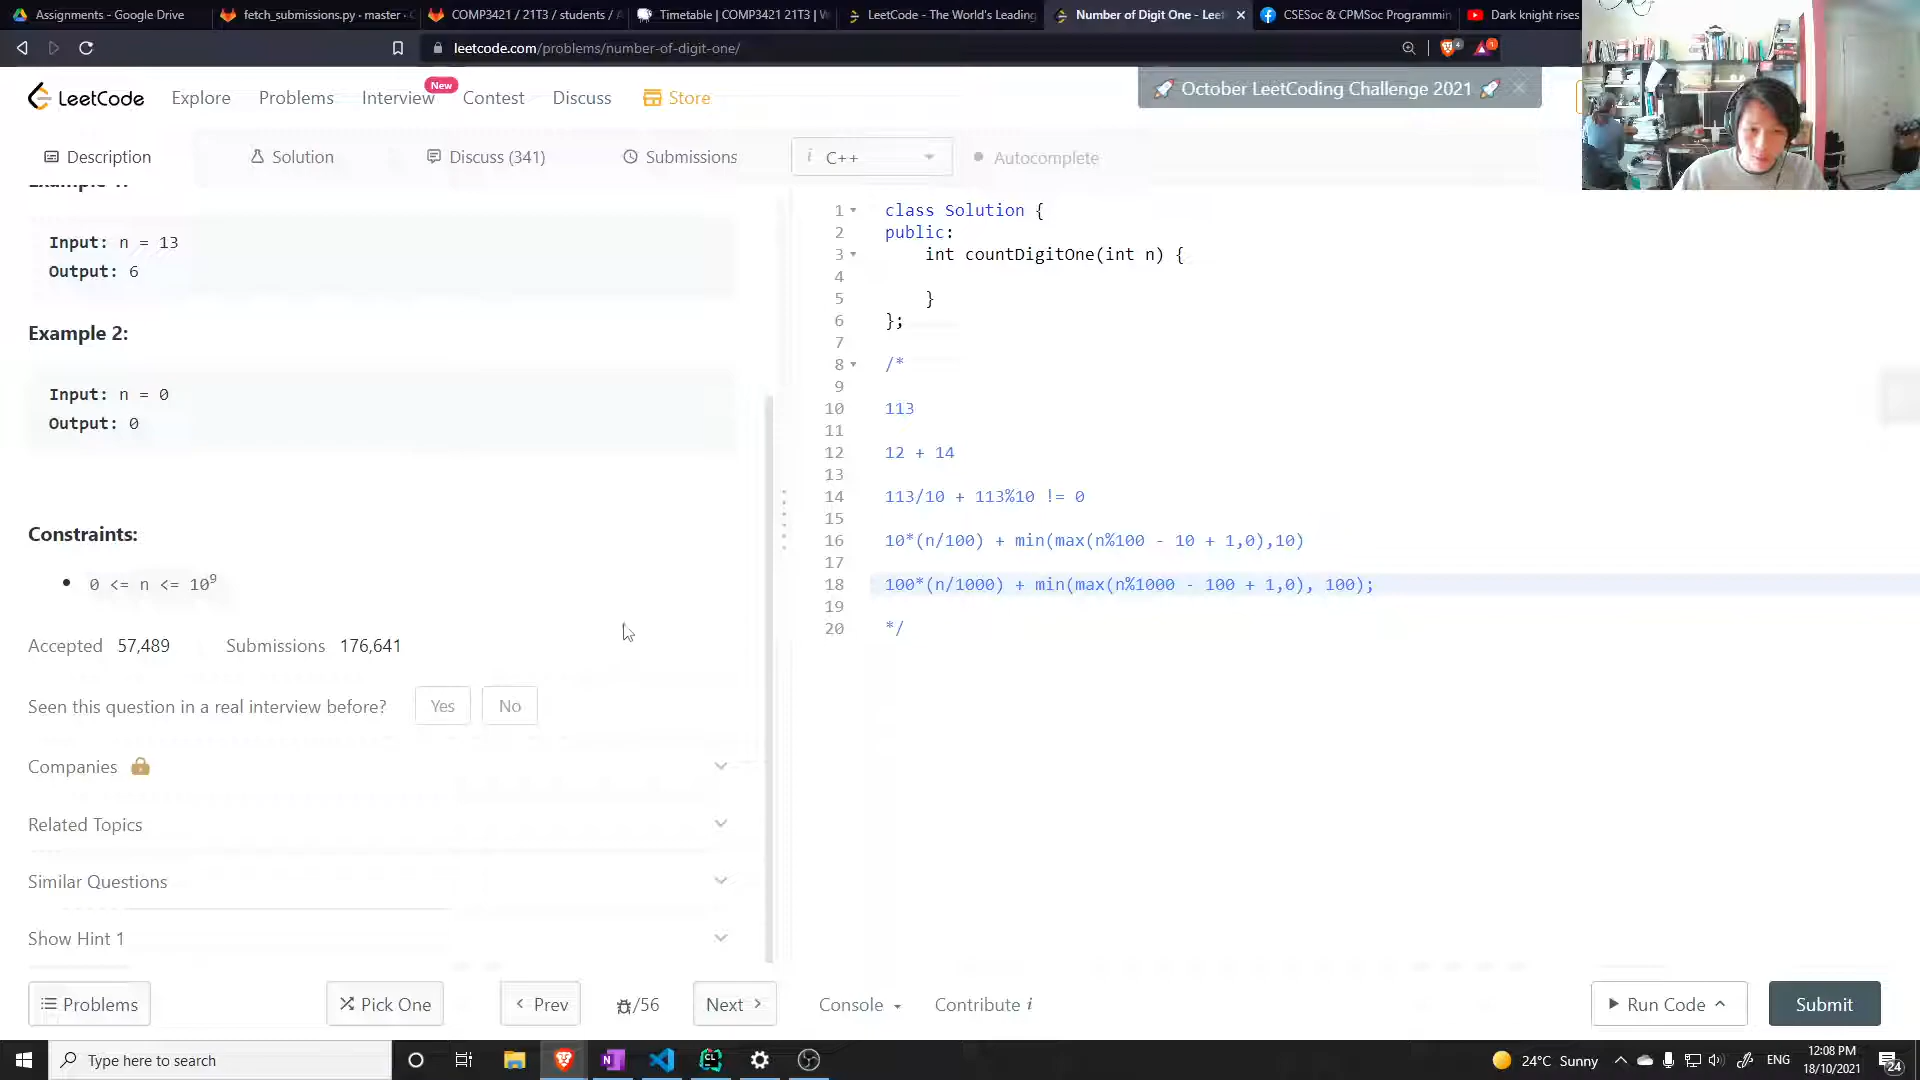 Assignments - Google Drive
fetch_submissions.py · master ·
COMP3421 / 21T3 / students /
Timetable | COMP3421 21T3 |
LeetCode - The World's Leading
Number of Digit One - Leet
CSESoc & CPMSoc Programmin
Dark knight rises
leetcode.com/problems/number-of-digit-one/
LeetCode
Explore
Problems
Interview
New
Contest
Discuss
Store
October LeetCoding Challenge 2021
Description
Solution
Discuss (341)
Submissions
i C++
Autocomplete
Input: n = 13
Output: 6
Example 2:
Input: n = 0
Output: 0
Constraints:
0 <= n <= 10⁹
Accepted 57,489 Submissions 176,641
Seen this question in a real interview before? Yes No
Companies
Related Topics
Similar Questions
Show Hint 1
1 class Solution {
2 public:
3 int countDigitOne(int n) {
4
5 }
6 };
7
8 /*
9
10 113
11
12 12 + 14
13
14 113/10 + 113%10 != 0
15
16 10*(n/100) + min(max(n%100 - 10 + 1,0),10)
17
18 100*(n/1000) + min(max(n%1000 - 100 + 1,0), 100);
19
20 */
Problems
Pick One
Prev
/56
Next
Console
Contribute i
Run Code
Submit
Type here to search
24°C Sunny
ENG
12:08 PM
18/10/2021
24